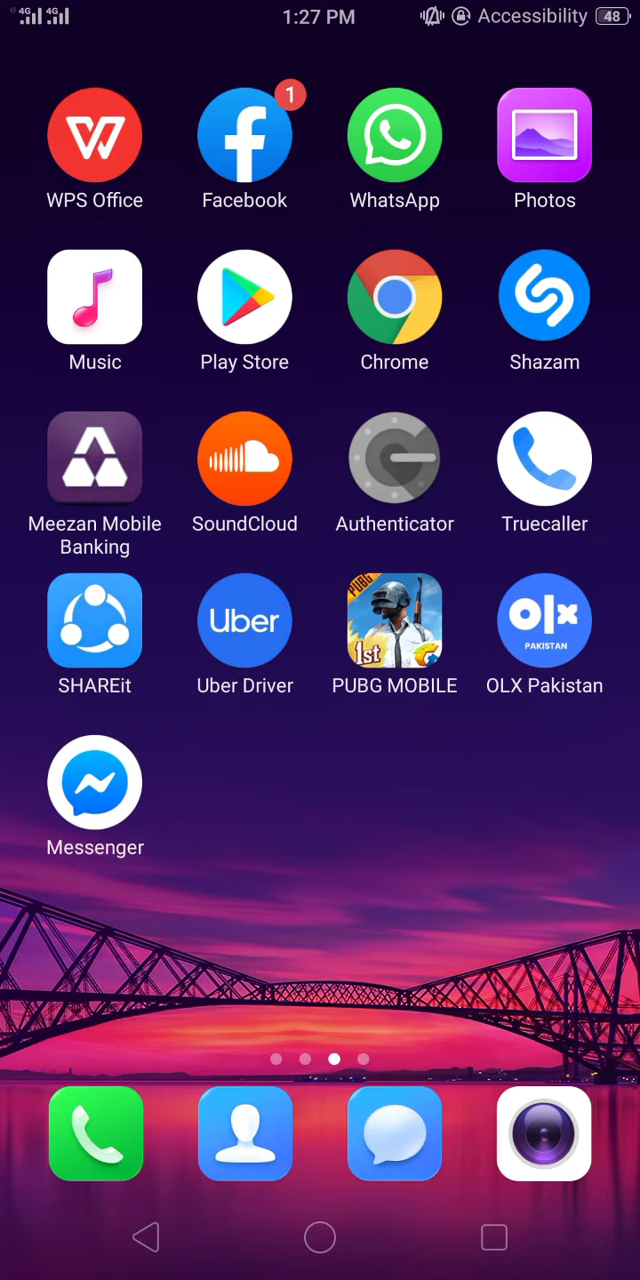 4G 4G 1:27 PM Accessibility 48
1
WPS Office Facebook WhatsApp Photos
Music Play Store Chrome Shazam
Meezan Mobile Banking SoundCloud Authenticator Truecaller
Uber
PUBG
1st
olx
PAKISTAN
SHAREit Uber Driver PUBG MOBILE OLX Pakistan
Messenger